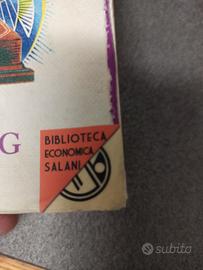 G
BIBLIOTECA
ECONOMICA
SALANI
subito